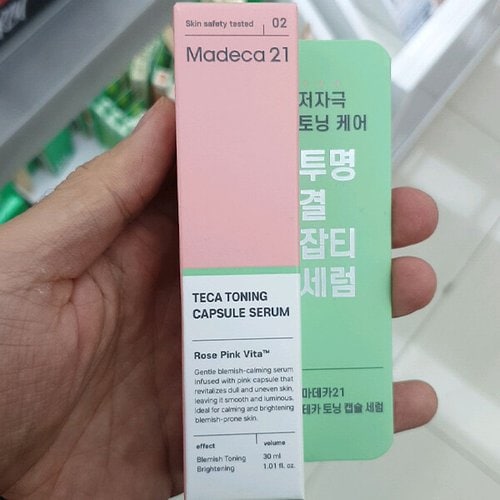 Skin safety tested 02
Madeca 21
TECA TONING
CAPSULE SERUM
Rose Pink Vita™
Gentle blemish-calming serum
infused with pink capsule that
revitalizes dull and uneven skin,
leaving it smooth and luminous.
Ideal for calming and brightening
blemish-prone skin.
effect volume
Blemish Toning 30 ml
Brightening 1.01 fl. oz.
저자극
토닝 케어
투명
결
잡티
세럼
마데카21
테카 토닝 캡슐 세럼